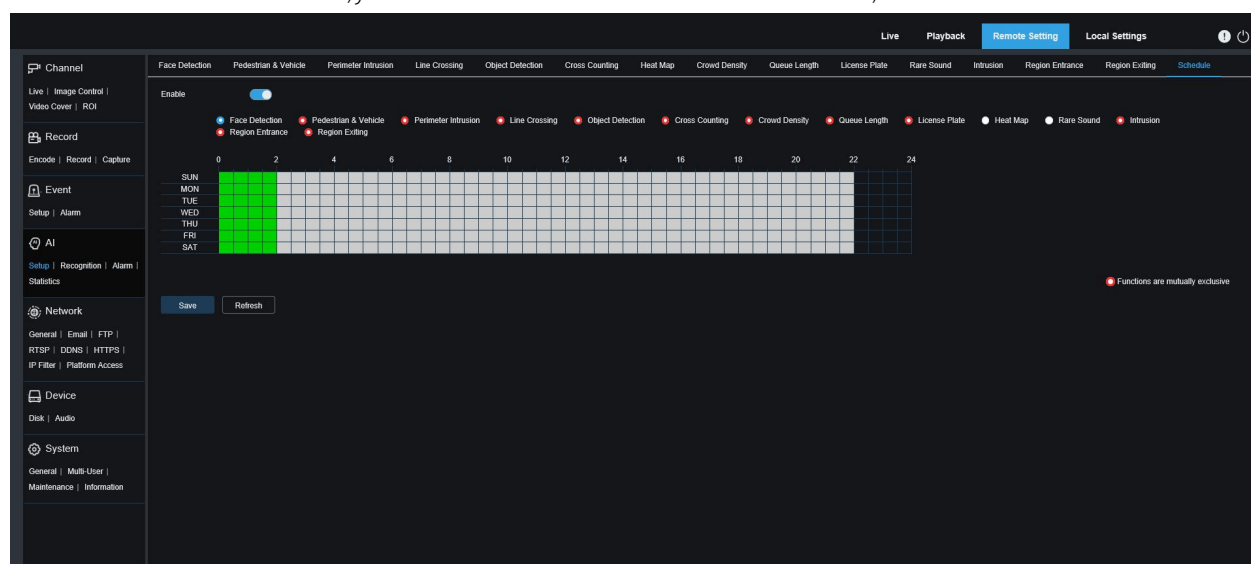 Live Playback Remote Setting Local Settings
Channel
Live | Image Control |
Video Cover | ROI
Record
Encode | Record | Capture
Event
Setup | Alarm
AI
Setup | Recognition | Alarm |
Statistics
Network
General | Email | FTP |
RTSP | DDNS | HTTPS |
IP Filter | Platform Access
Device
Disk | Audio
System
General | Multi-User |
Maintenance | Information
Face Detection Pedestrian & Vehicle Perimeter Intrusion Line Crossing Object Detection Cross Counting Heat Map Crowd Density Queue Length License Plate Rare Sound Intrusion Region Entrance Region Exiting Schedule
Enable
Face Detection Pedestrian & Vehicle Perimeter Intrusion Line Crossing Object Detection Cross Counting Crowd Density Queue Length License Plate Heat Map Rare Sound Intrusion
Region Entrance Region Exiting
0 2 4 6 8 10 12 14 16 18 20 22 24
SUN
MON
TUE
WED
THU
FRI
SAT
Functions are mutually exclusive
Save Refresh